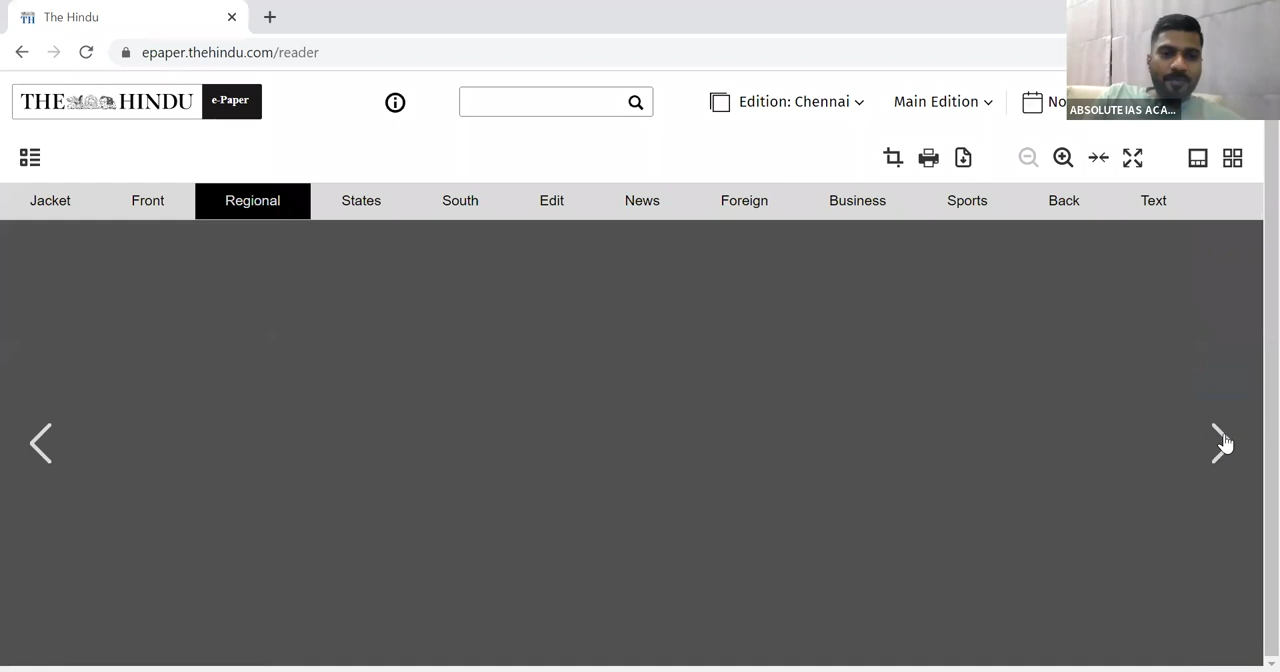 The Hindu
epaper.thehindu.com/reader
THE HINDU e-Paper
Edition: Chennai
Main Edition
No
ABSOLUTE IAS ACA...
Jacket Front Regional States South Edit News Foreign Business Sports Back Text